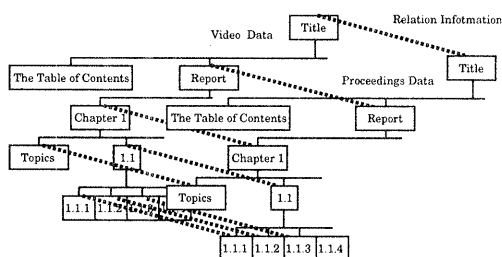 Relation Infotmation
Title
Video Data
Title
The Table of Contents
Report
Proceedings Data
Chapter 1
The Table of Contents
Report
Topics
1.1
Chapter 1
Topics
1.1
1.1.1 1.1.2
1.1.1 1.1.2 1.1.3 1.1.4